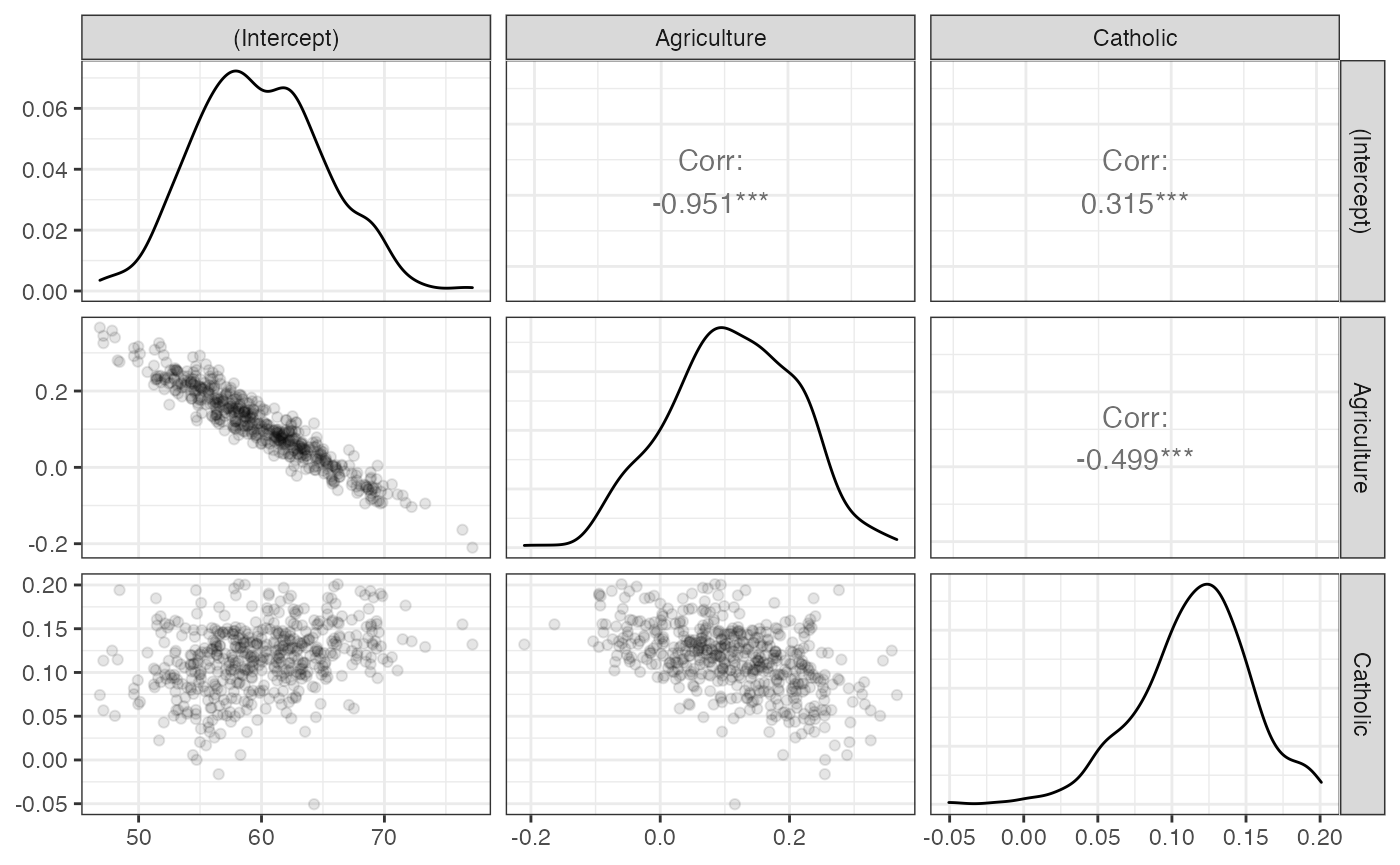 (Intercept)
Agriculture
Catholic
0.06
0.04
0.02
0.00
Corr:
-0.951***
Corr:
0.315***
(Intercept)
0.2
0.0
-0.2
Corr:
-0.499***
Agriculture
0.20
0.15
0.10
0.05
0.00
-0.05
Catholic
50 60 70
-0.2 0.0 0.2
-0.05 0.00 0.05 0.10 0.15 0.20